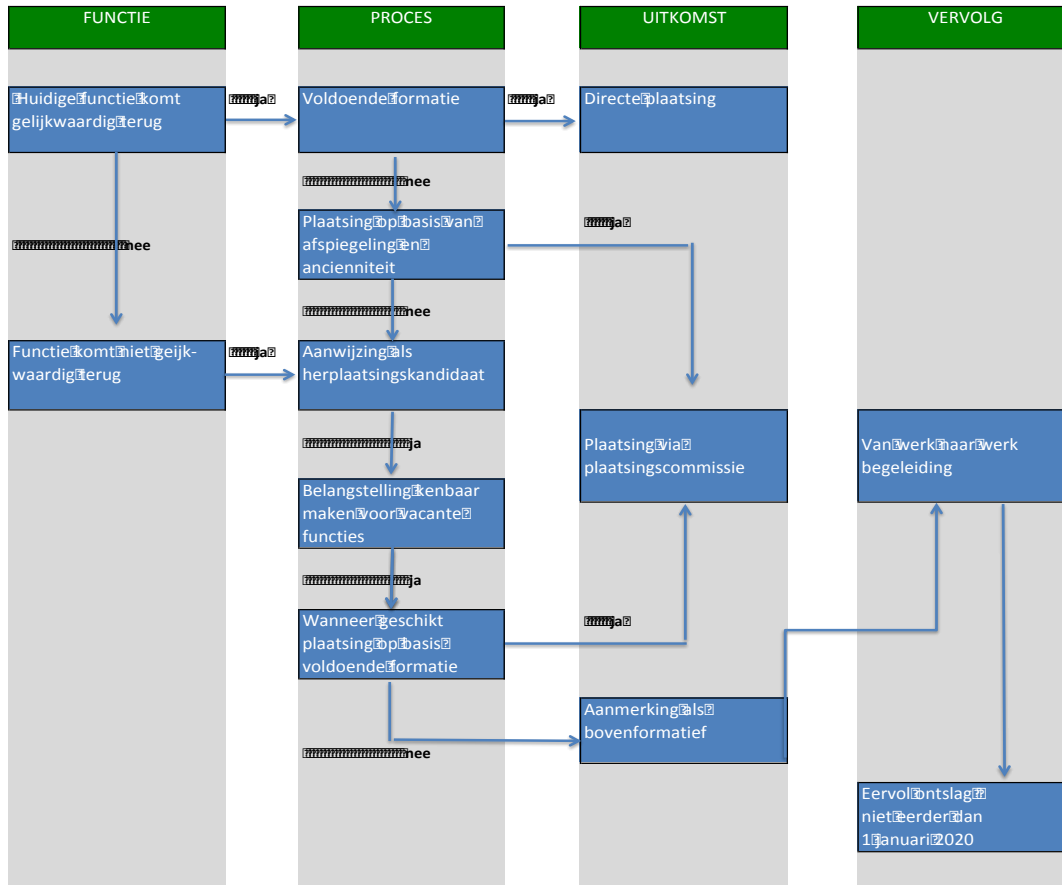 FUNCTIE
PROCES
UITKOMST
VERVOLG
Huidige functie komt
gelijkwaardig terug
ja
Voldoende formatie
ja
Directe plaatsing
nee
nee
Plaatsing op basis van
afspiegeling en
ancienniteit
ja
nee
Functie komt niet geijk-
waardig terug
ja
Aanwijzing als
herplaatsingskandidaat
ja
Plaatsing via
plaatsingscommissie
Van werk naar werk
begeleiding
Belangstelling kenbaar
maken voor vacante
functies
ja
Wanneer geschikt
plaatsing op basis
voldoende formatie
ja
nee
Aanmerking als
bovenformatief
Eervol ontslag
niet eerder dan
1 januari 2020